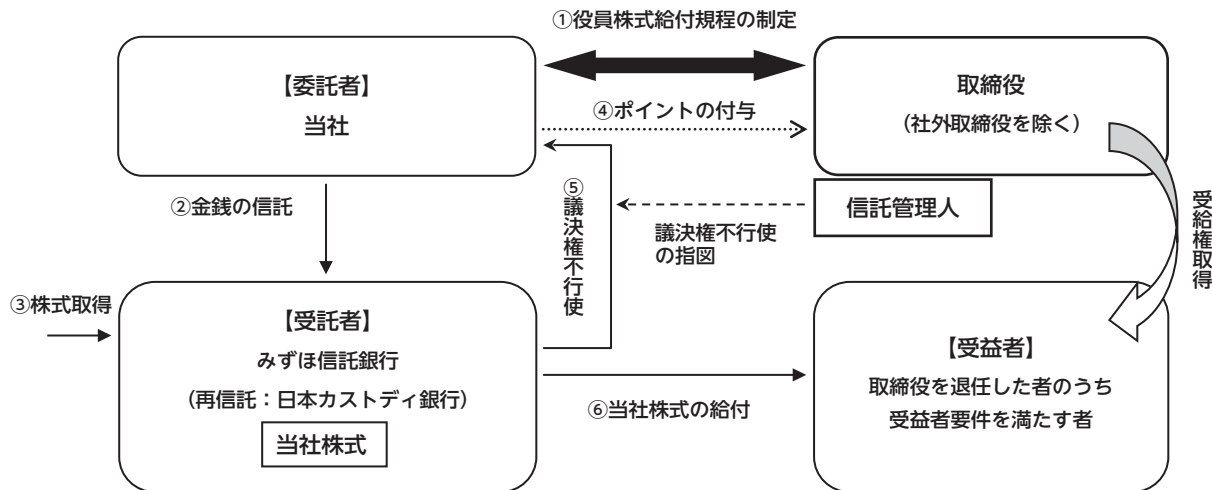 ①役員株式給付規程の制定
【委託者】
当社
取締役
(社外取締役を除く)
④ポイントの付与
②金銭の信託
⑤議決権不行使
議決権不行使
の指図
信託管理人
受給権取得
③株式取得
【受託者】
みずほ信託銀行
(再信託:日本カストディ銀行)
当社株式
⑥当社株式の給付
【受益者】
取締役を退任した者のうち
受益者要件を満たす者